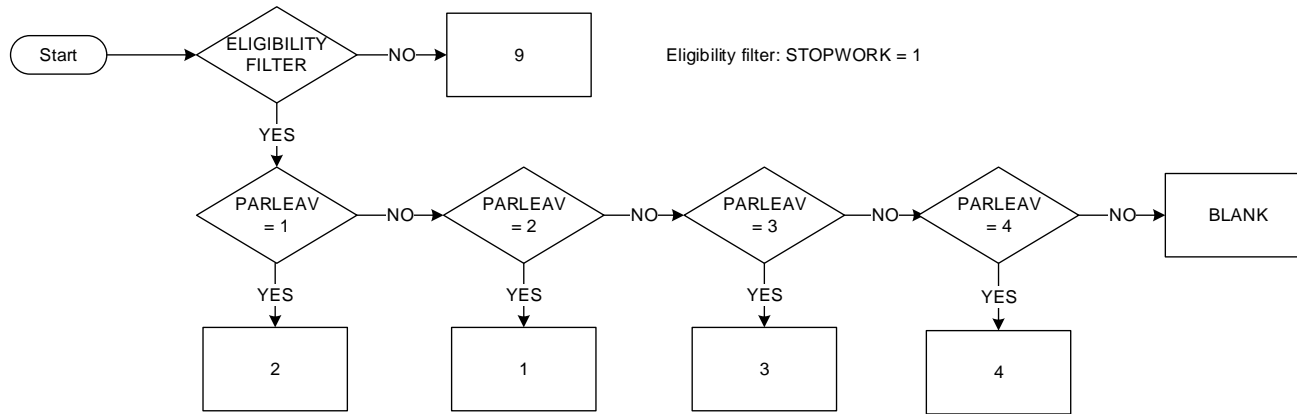 Start
ELIGIBILITY
FILTER
NO
9
Eligibility filter: STOPWORK = 1
YES
PARLEAV
= 1
NO
PARLEAV
= 2
NO
PARLEAV
= 3
NO
PARLEAV
= 4
NO
BLANK
YES
YES
YES
YES
2
1
3
4